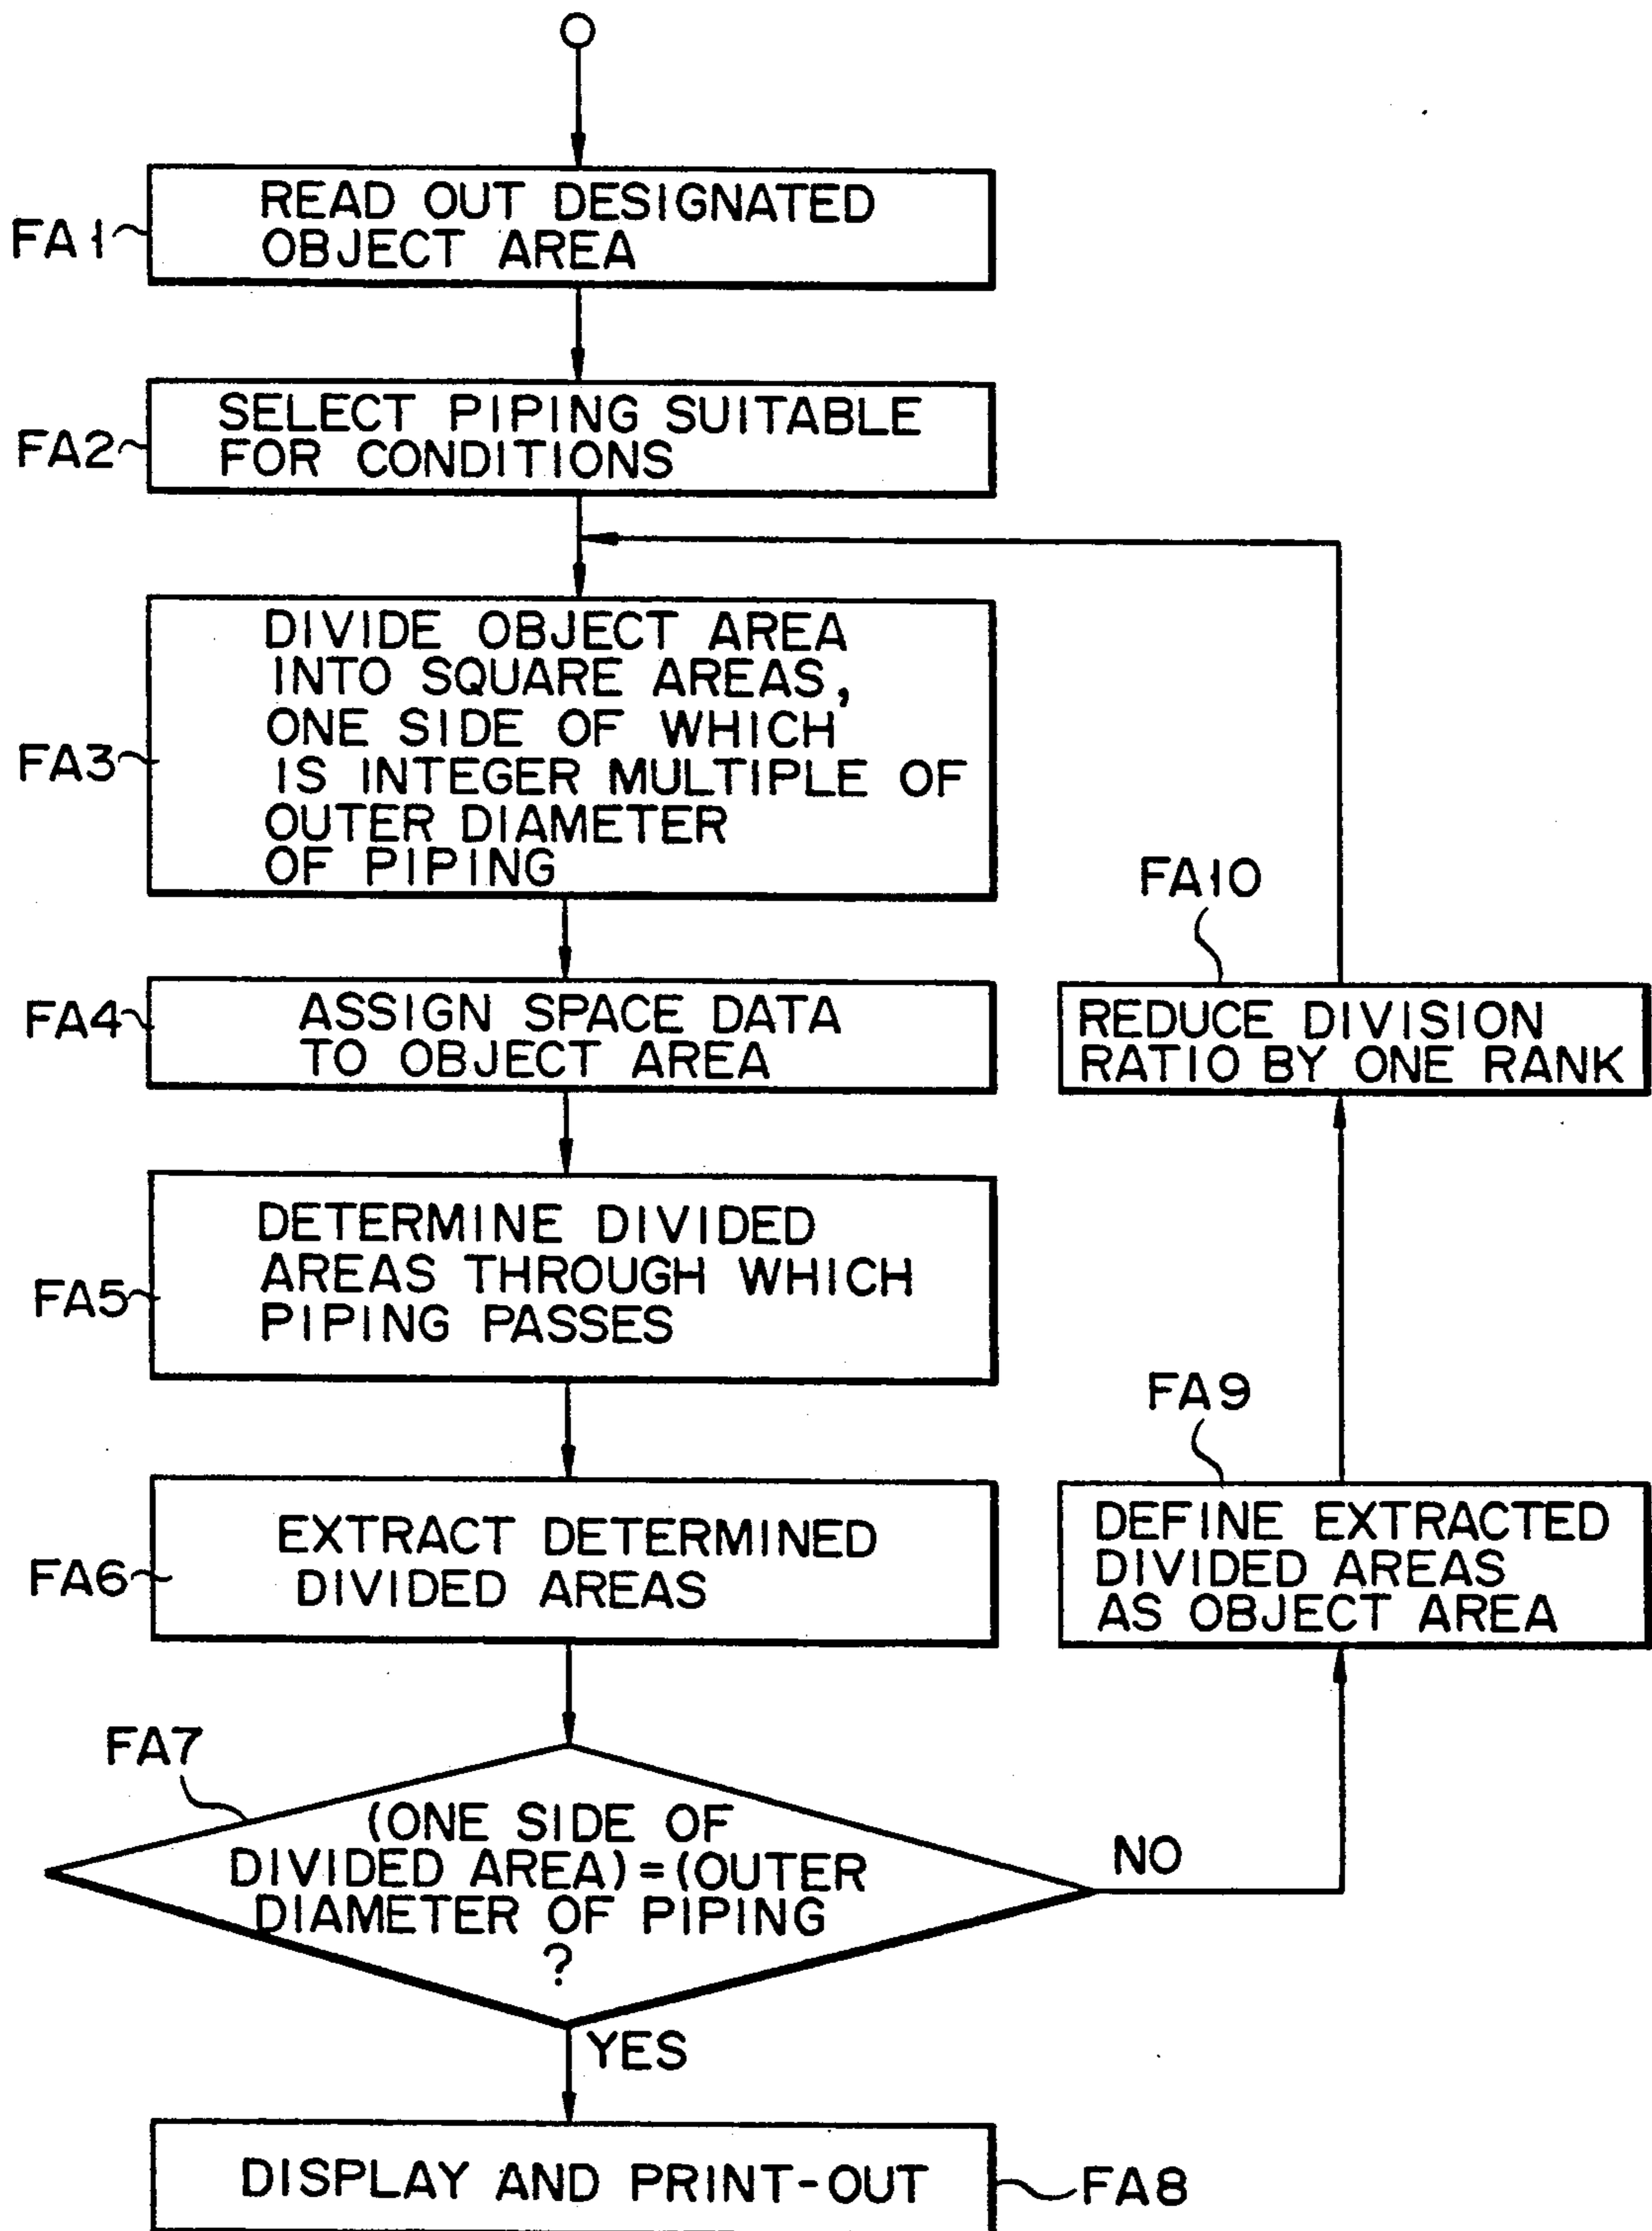 READ OUT DESIGNATED
OBJECT AREA
FA1
SELECT PIPING SUITABLE
FOR CONDITIONS
FA2
DIVIDE OBJECT AREA
INTO SQUARE AREAS,
ONE SIDE OF WHICH
IS INTEGER MULTIPLE OF
OUTER DIAMETER
OF PIPING
FA3
ASSIGN SPACE DATA
TO OBJECT AREA
FA4
DETERMINE DIVIDED
AREAS THROUGH WHICH
PIPING PASSES
FA5
EXTRACT DETERMINED
DIVIDED AREAS
FA6
FA7
(ONE SIDE OF
DIVIDED AREA)=(OUTER
DIAMETER OF PIPING
?
NO
YES
DISPLAY AND PRINT-OUT
FA8
FA9
DEFINE EXTRACTED
DIVIDED AREAS
AS OBJECT AREA
FA10
REDUCE DIVISION
RATIO BY ONE RANK